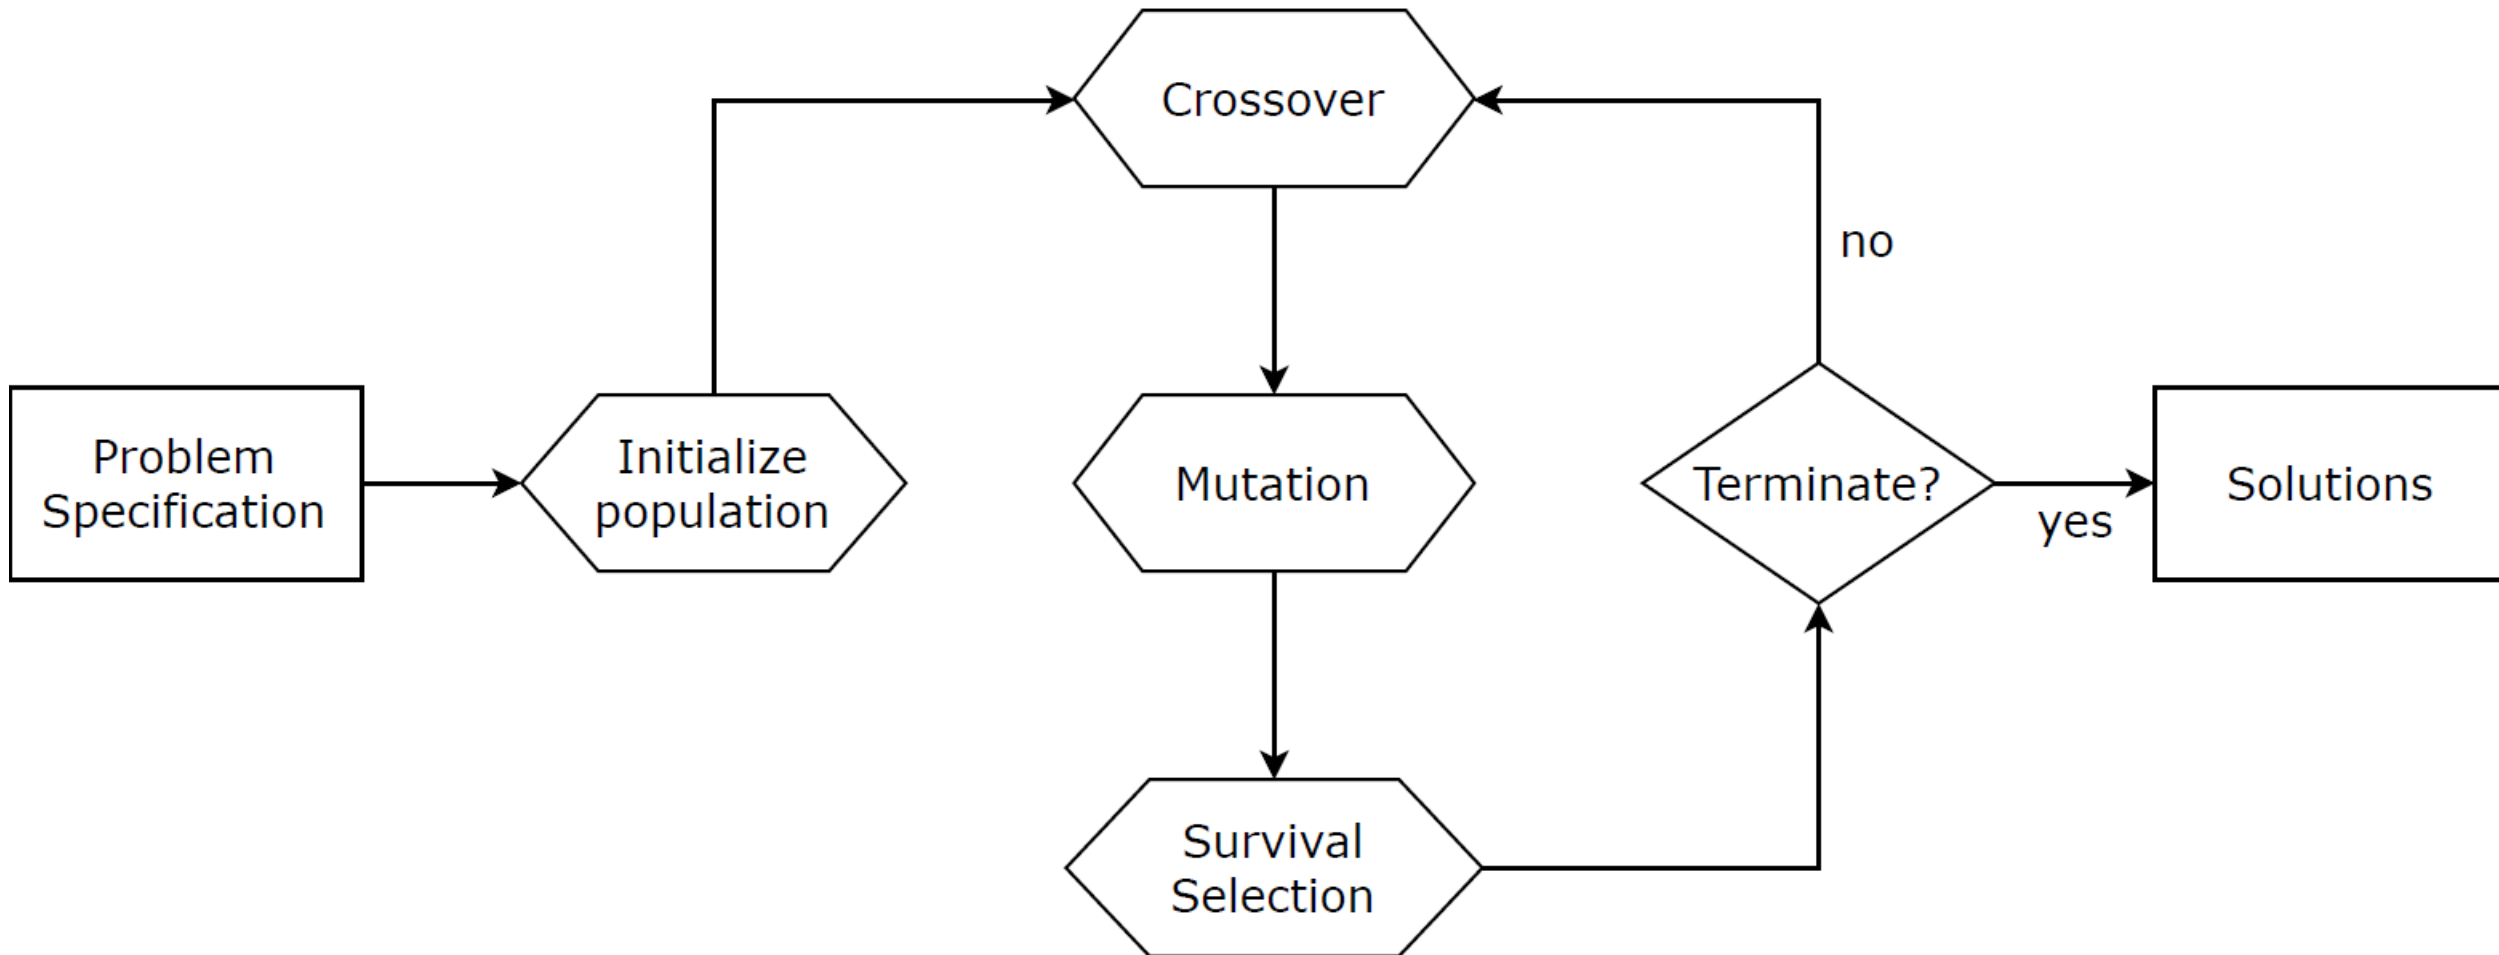 Crossover
no
Problem
Specification
Initialize
population
Mutation
Terminate?
yes
Solutions
Survival
Selection